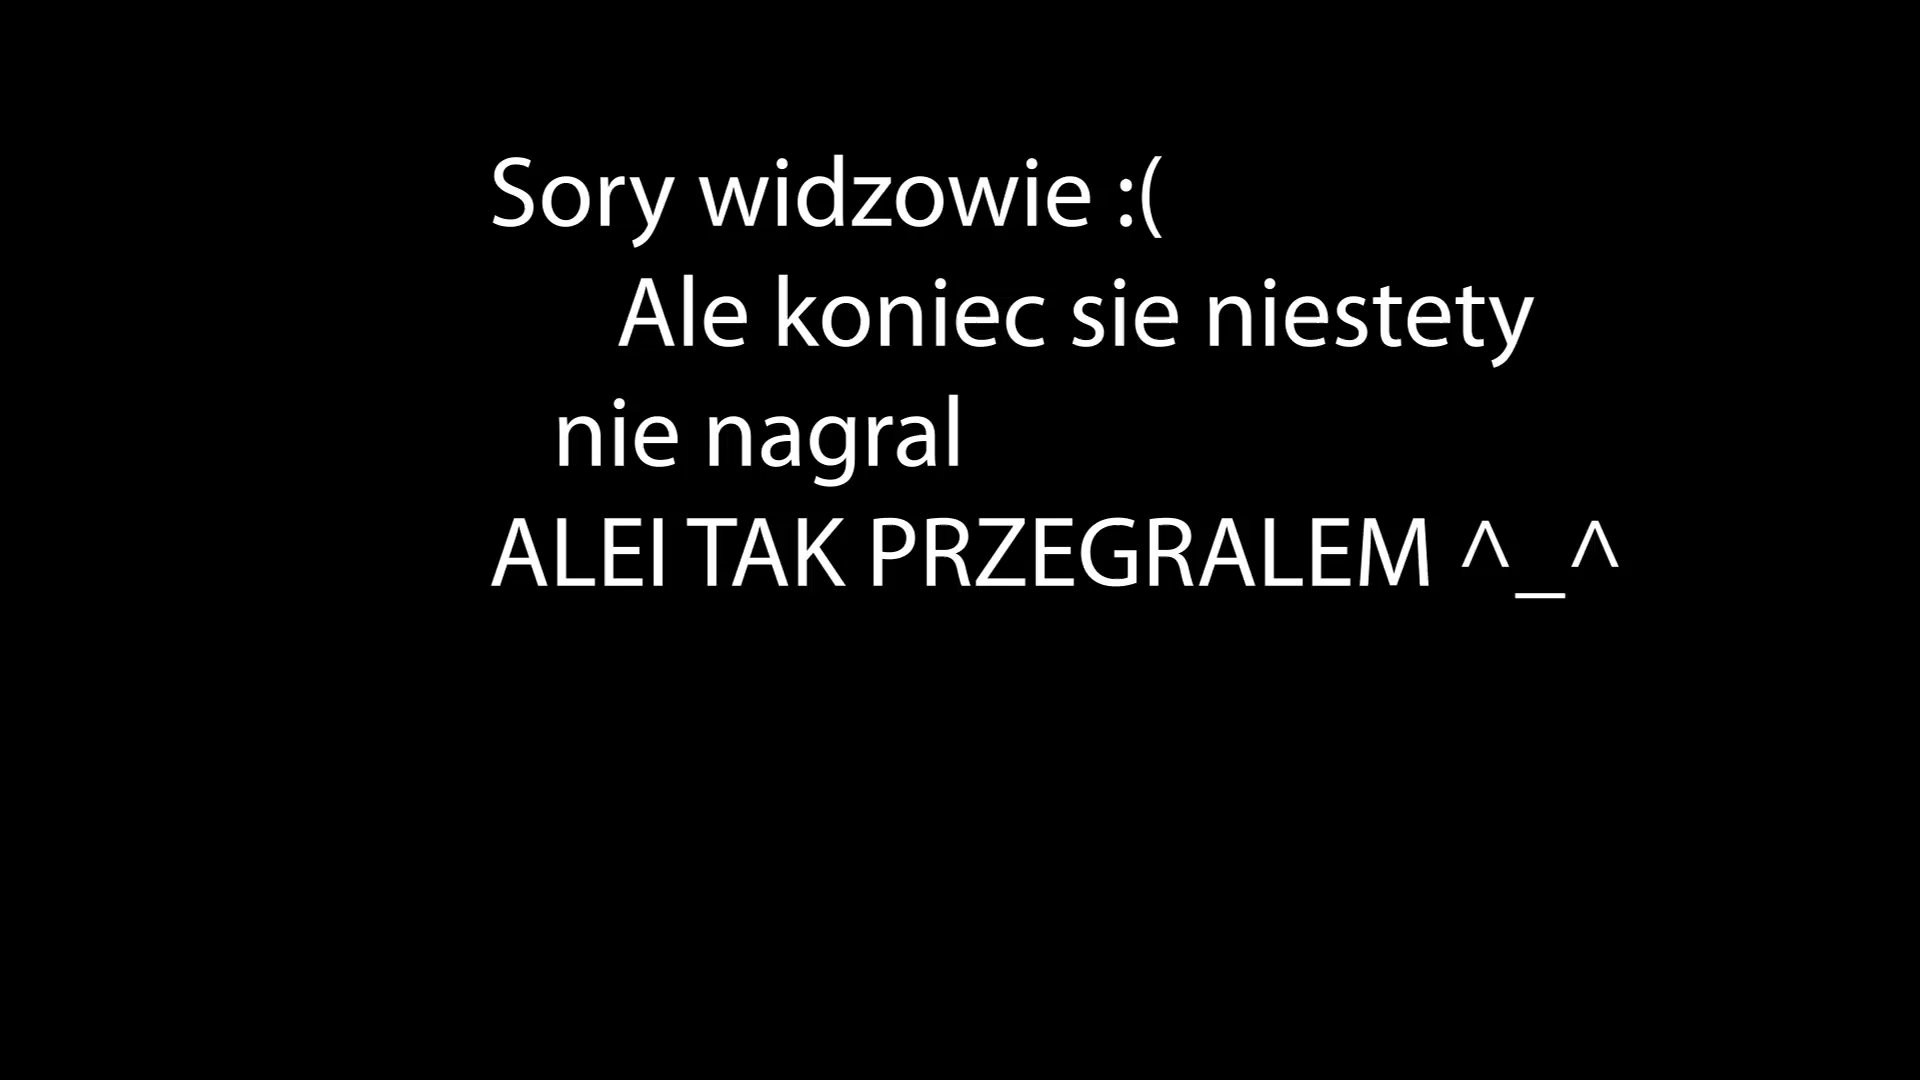 Sory widzowie :(
Ale koniec sie niestety
nie nagral
ALEI TAK PRZEGRALEM ^_^